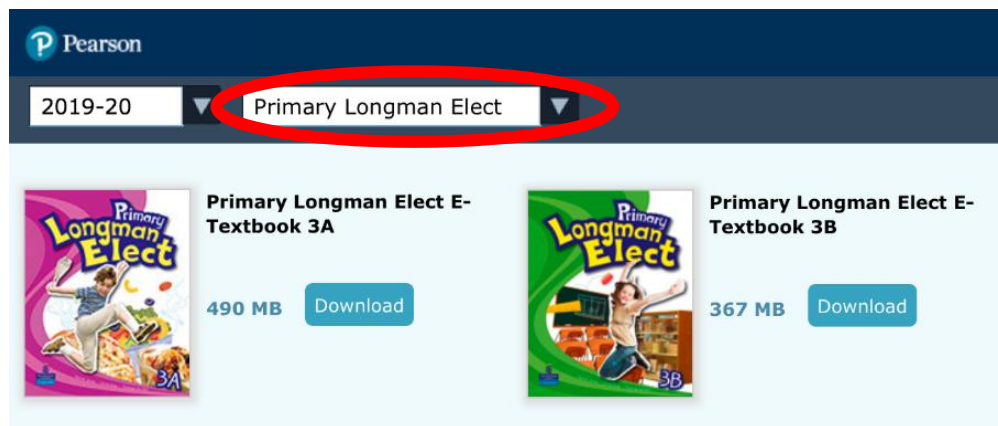 Pearson
2019-20
Primary Longman Elect
Primary
Longman
Elect
3A
Primary Longman Elect E-
Textbook 3A
490 MB
Download
Primary
Longman
Elect
3B
Primary Longman Elect E-
Textbook 3B
367 MB
Download